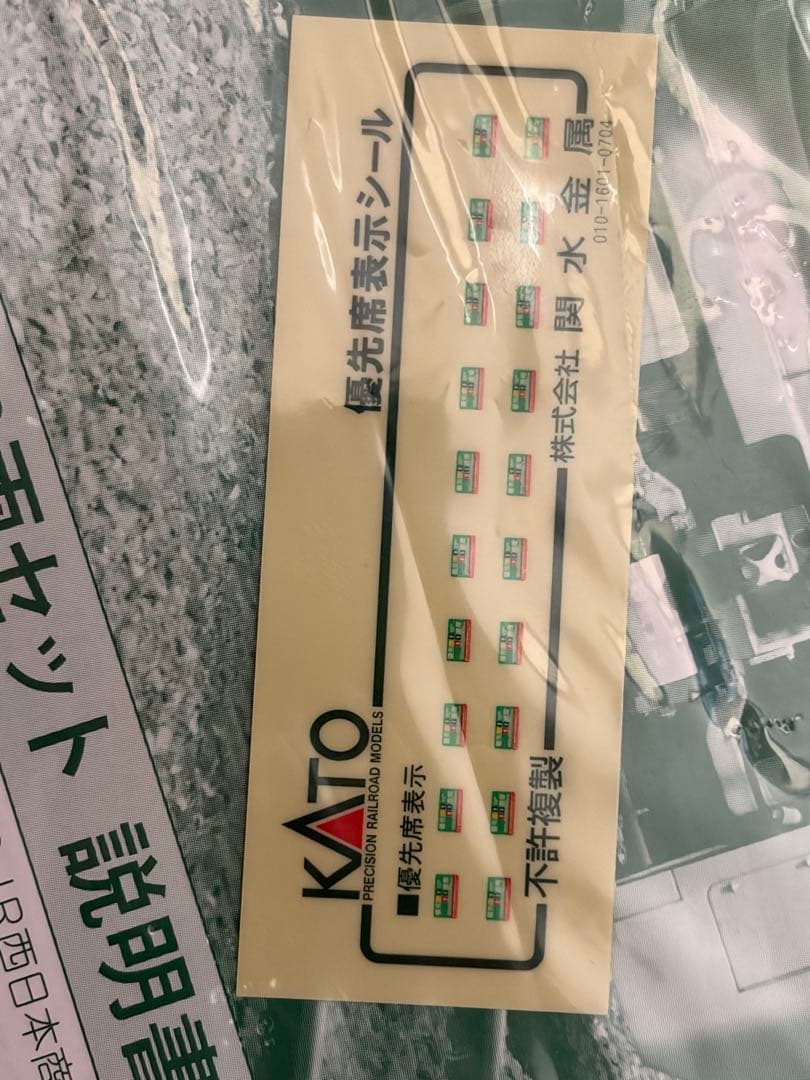 KATO
PRECISION RAILROAD MODELS
優先席表示シール
■優先席表示
不許複製
株式会社 関水金属
010-1601-0704
両セット 説明書
JR西日本商